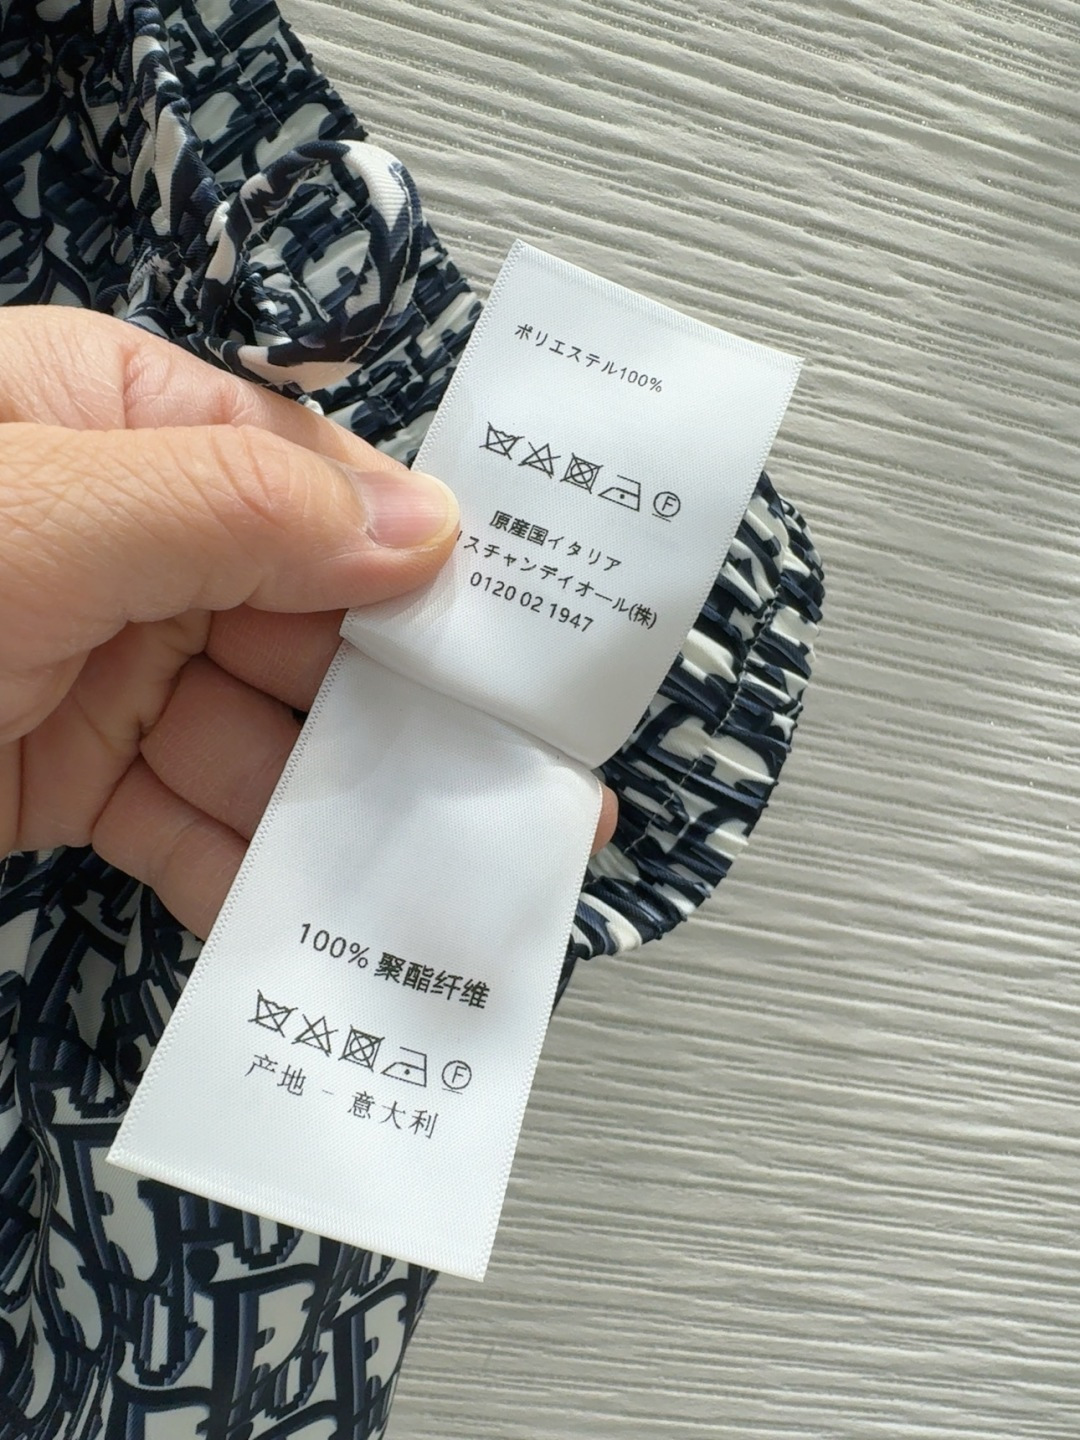 ポリエステル100%
F
原産国イタリア
リスチャンディオール(株)
0120 02 1947
100% 聚酯纤维
F
产地 - 意大利